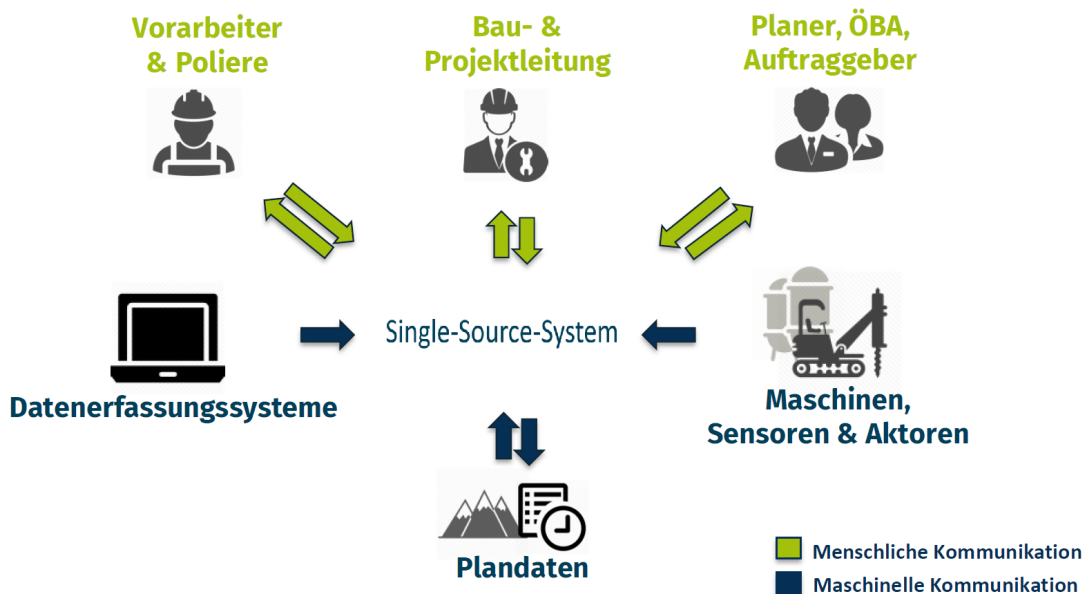 Vorarbeiter
& Poliere
Bau- &
Projektleitung
Planer, ÖBA,
Auftraggeber
Datenerfassungssysteme
Single-Source-System
Maschinen,
Sensoren & Aktoren
Plandaten
Menschliche Kommunikation
Maschinelle Kommunikation